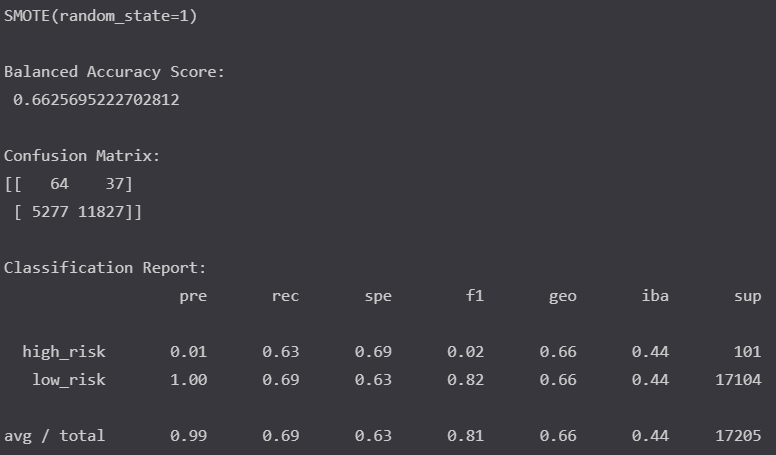 SMOTE(random_state=1)
Balanced Accuracy Score:
0.6625695222702812
Confusion Matrix:
[[   64    37]
 [ 5277 11827]]
Classification Report:
pre rec spe f1 geo iba sup
high_risk 0.01 0.63 0.69 0.02 0.66 0.44 101
low_risk 1.00 0.69 0.63 0.82 0.66 0.44 17104
avg / total 0.99 0.69 0.63 0.81 0.66 0.44 17205